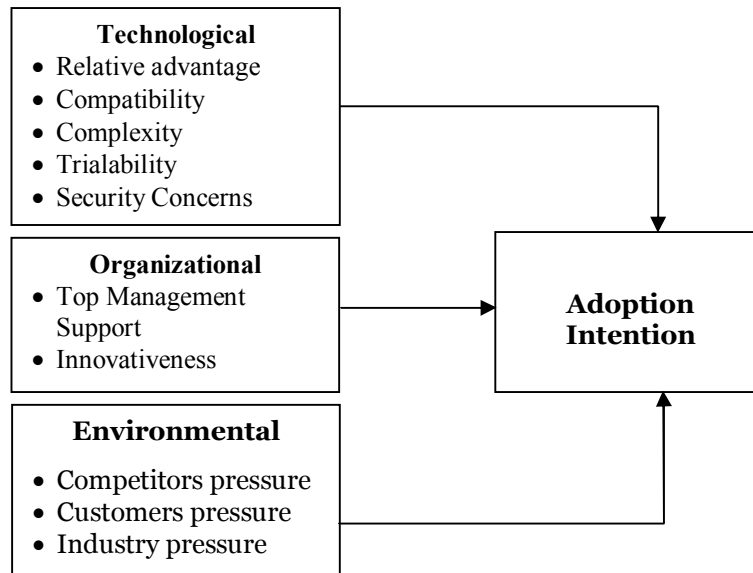 Technological
• Relative advantage
• Compatibility
• Complexity
• Trialability
• Security Concerns
Organizational
• Top Management
Support
• Innovativeness
Environmental
• Competitors pressure
• Customers pressure
• Industry pressure
Adoption
Intention